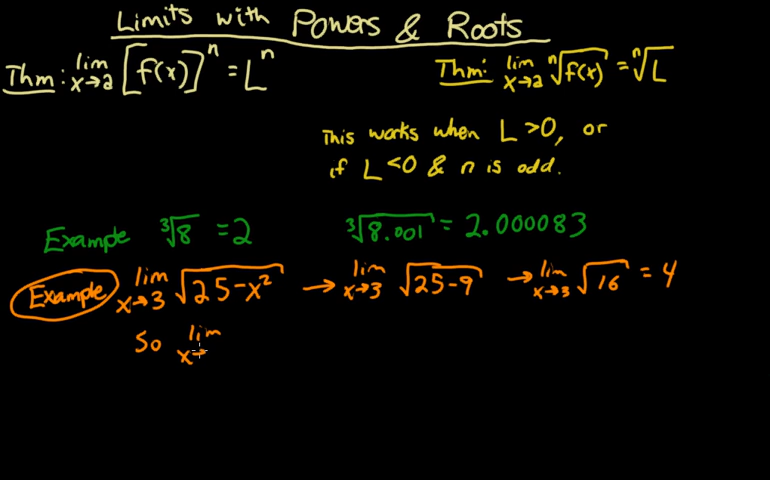 Limits with Powers & Roots
Thm: lim x→a [f(x)]^n = L^n
Thm: lim x→a ⁿ√f(x) = ⁿ√L
This works when L > 0, or
if L < 0 & n is odd.
Example ³√8 = 2 ³√8.001 = 2.000083
Example lim x→3 √25-x² → lim x→3 √25-9 → lim x→3 √16 = 4
So lim x→